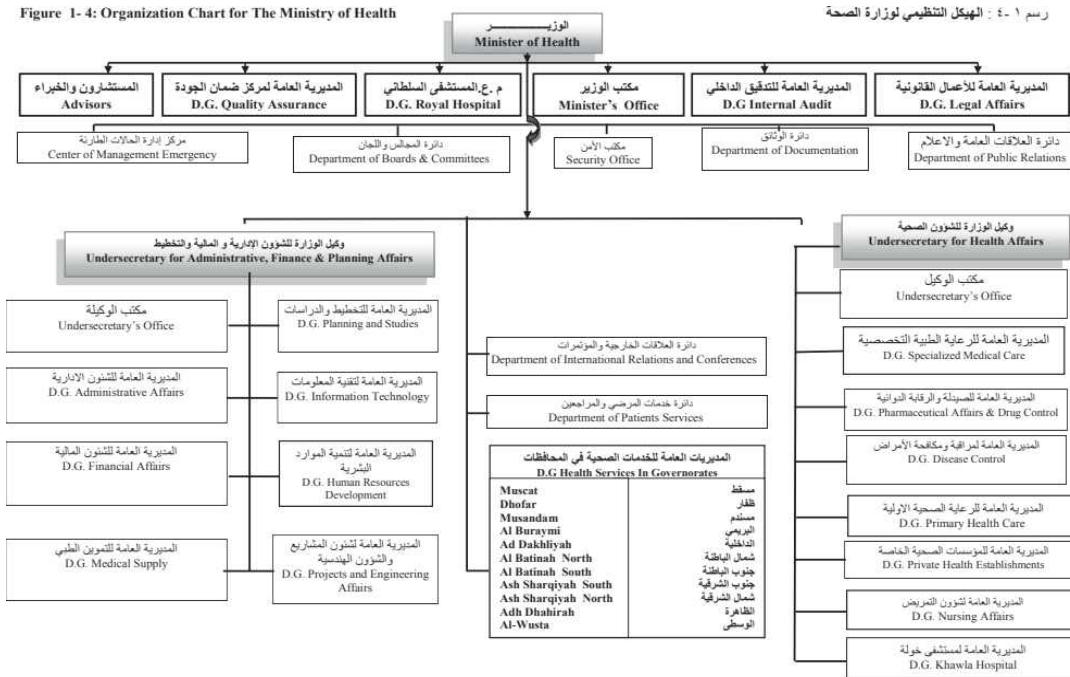 Figure 1- 4: Organization Chart for The Ministry of Health
رسم ١ -٤ : الهيكل التنظيمي لوزارة الصحة
الوزيـــــــــــر
Minister of Health
المستشارون والخبراء
Advisors
المديرية العامة لمركز ضمان الجودة
D.G. Quality Assurance
م .ع.المستشفى السلطاني
D.G. Royal Hospital
مكتب الوزير
Minister's Office
المديرية العامة للتدقيق الداخلي
D.G Internal Audit
المديرية العامة للأعمال القانونية
D.G. Legal Affairs
مركز إدارة الحالات الطارئة
Center of Management Emergency
دائرة المجالس واللجان
Department of Boards & Committees
مكتب الأمن
Security Office
دائرة الوثائق
Department of Documentation
دائرة العلاقات العامة والاعلام
Department of Public Relations
وكيل الوزارة للشؤون الإدارية و المالية والتخطيط
Undersecretary for Administrative, Finance & Planning Affairs
مكتب الوكيلة
Undersecretary's Office
المديرية العامة للتخطيط والدراسات
D.G. Planning and Studies
المديرية العامة للشئون الادارية
D.G. Administrative Affairs
المديرية العامة لتقنية المعلومات
D.G. Information Technology
المديرية العامة للشئون المالية
D.G. Financial Affairs
المديرية العامة لتنمية الموارد
البشرية
D.G. Human Resources
Development
المديرية العامة للتموين الطبي
D.G. Medical Supply
المديرية العامة لشئون المشاريع
والشؤون الهندسية
D.G. Projects and Engineering
Affairs
دائرة العلاقات الخارجية والمؤتمرات
Department of International Relations and Conferences
دائرة خدمات المرضي والمراجعين
Department of Patients Services
المديريات العامة للخدمات الصحية في المحافظات
D.G Health Services In Governorates
Muscat مسقط
Dhofar ظفار
Musandam مسندم
Al Buraymi البريمي
Ad Dakhliyah الداخلية
Al Batinah North شمال الباطنة
Al Batinah South جنوب الباطنة
Ash Sharqiyah South جنوب الشرقية
Ash Sharqiyah North شمال الشرقية
Adh Dhahirah الظاهرة
Al-Wusta الوسطى
وكيل الوزارة للشؤون الصحية
Undersecretary for Health Affairs
مكتب الوكيل
Undersecretary's Office
المديرية العامة للرعاية الطبية التخصصية
D.G. Specialized Medical Care
المديرية العامة للصيدلة والرقابة الدوائية
D.G. Pharmaceutical Affairs & Drug Control
المديرية العامة لمراقبة ومكافحة الأمراض
D.G. Disease Control
المديرية العامة للرعاية الصحية الاولية
D.G. Primary Health Care
المديرية العامة للمؤسسات الصحية الخاصة
D.G. Private Health Establishments
المديرية العامة لشؤون التمريض
D.G. Nursing Affairs
المديرية العامة لمستشفى خولة
D.G. Khawla Hospital